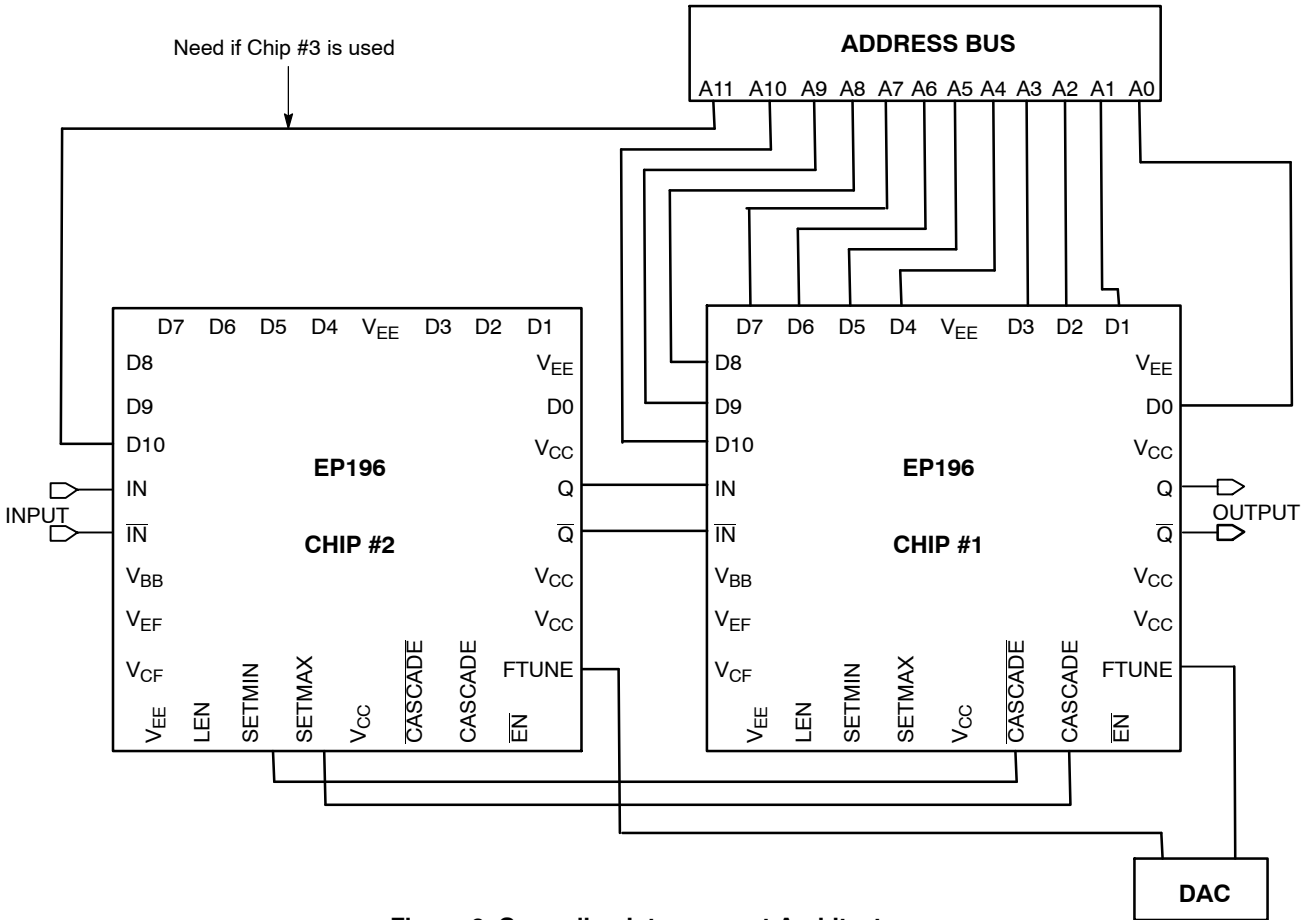 Need if Chip #3 is used
ADDRESS BUS
A11 A10 A9 A8 A7 A6 A5 A4 A3 A2 A1 A0
D7 D6 D5 D4 VEE D3 D2 D1
D8
D9
D10
IN
IN
VBB
VEF
VCF
EP196
CHIP #2
VEE
D0
VCC
Q
Q
VCC
VCC
FTUNE
VEE LEN SETMIN SETMAX VCC CASCADE CASCADE EN
INPUT
D7 D6 D5 D4 VEE D3 D2 D1
D8
D9
D10
IN
IN
VBB
VEF
VCF
EP196
CHIP #1
VEE
D0
VCC
Q
Q
VCC
VCC
FTUNE
VEE LEN SETMIN SETMAX VCC CASCADE CASCADE EN
OUTPUT
DAC